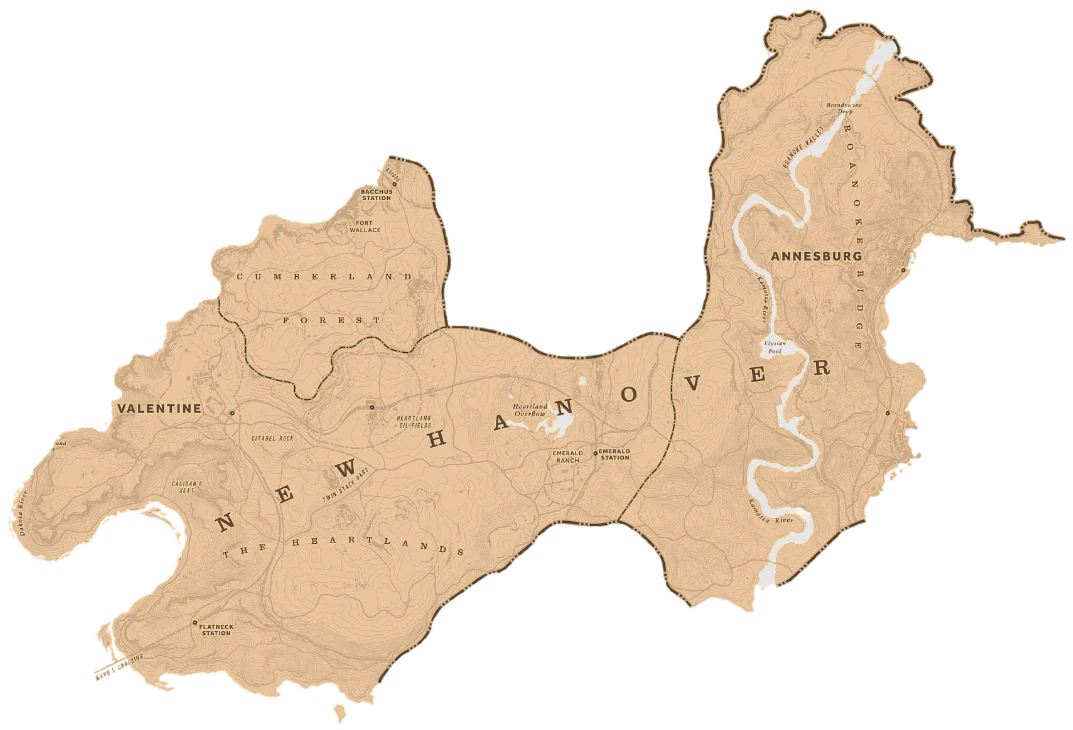 Brandywine
Drop
ROANOKE VALLEY
ROANOKE RIDGE
BACCHUS
STATION
FORT
WALLACE
ANNESBURG
CUMBERLAND
FOREST
Kamassa River
Elysian
Pool
NEW HANOVER
VALENTINE
Heartland
Overflow
HEARTLAND
OIL FIELDS
CITADEL ROCK
EMERALD
RANCH
EMERALD
STATION
TWIN STACK PASS
CALIBAN'S
SEAT
Dakota River
Kamassa River
THE HEARTLANDS
FLATNECK
STATION
BARD'S CROSSING